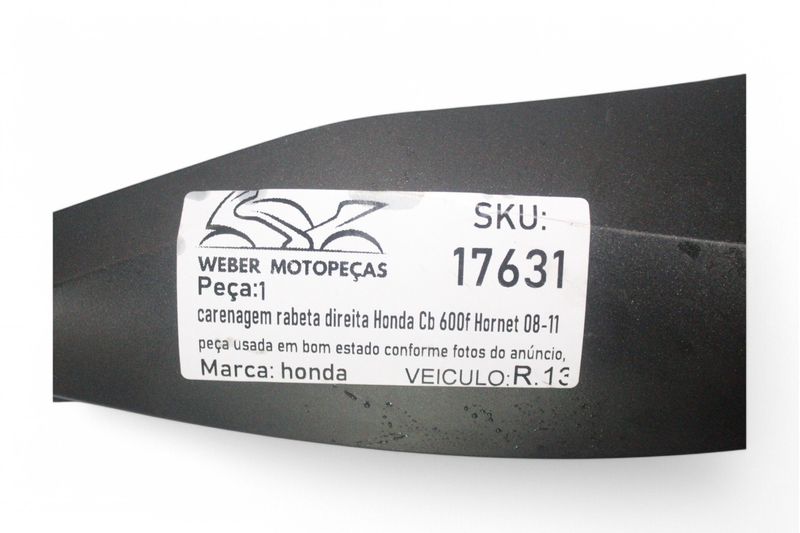 WEBER MOTOPEÇAS
SKU:
17631
Peça:1
carenagem rabeta direita Honda Cb 600f Hornet 08-11
peça usada em bom estado conforme fotos do anúncio,
Marca: honda VEICULO: R.13